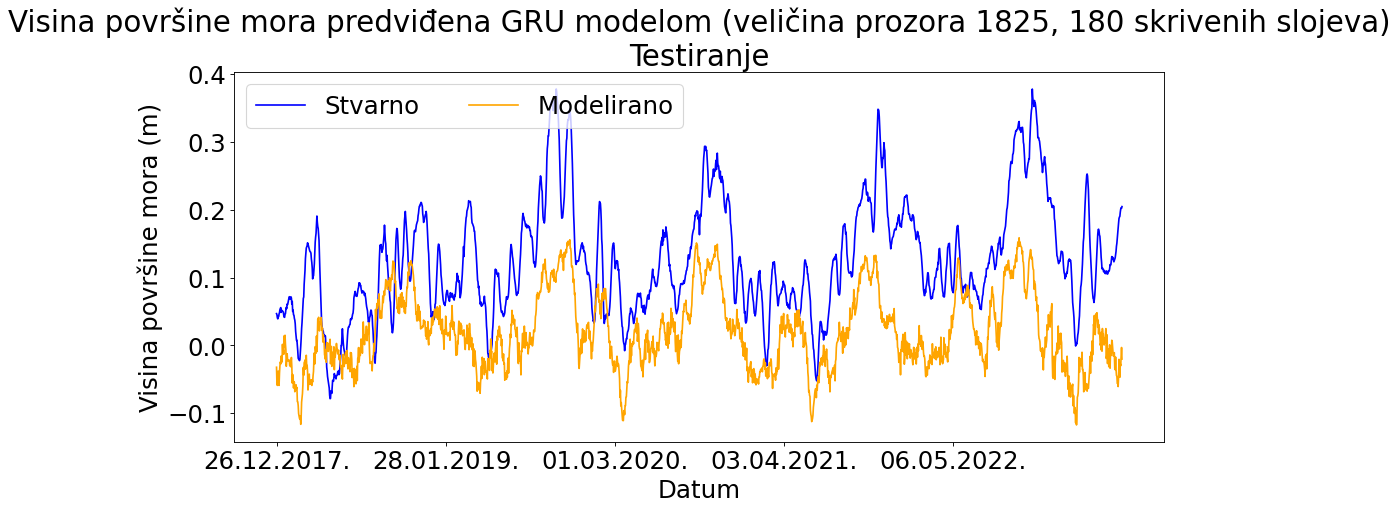 Visina površine mora predviđena GRU modelom (veličina prozora 1825, 180 skrivenih slojeva)
Testiranje
Stvarno Modelirano
Visina površine mora (m)
0.4
0.3
0.2
0.1
0.0
−0.1
26.12.2017. 28.01.2019. 01.03.2020. 03.04.2021. 06.05.2022.
Datum